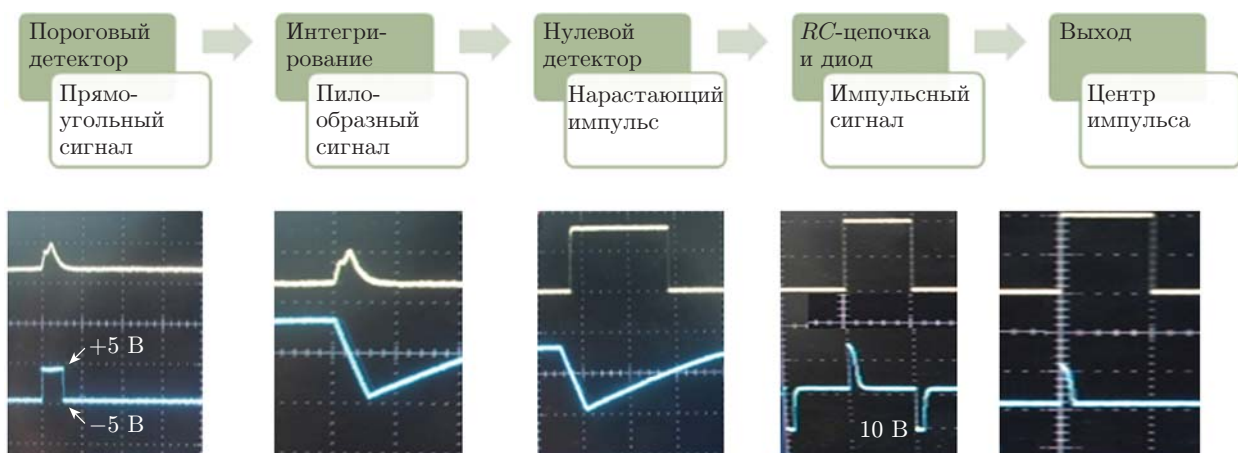 Пороговый
детектор
Прямо-
угольный
сигнал
Интегри-
рование
Пило-
образный
сигнал
Нулевой
детектор
Нарастающий
импульс
RC-цепочка
и диод
Импульсный
сигнал
Выход
Центр
импульса
+5 В
−5 В
10 В